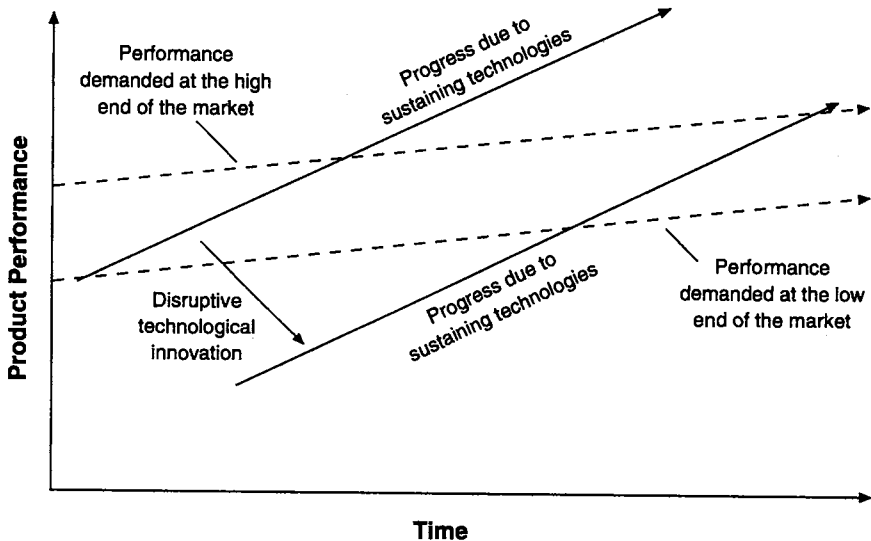 Performance
demanded at the high
end of the market
Progress due to
sustaining technologies
Product Performance
Disruptive
technological
innovation
Progress due to
sustaining technologies
Performance
demanded at the low
end of the market
Time